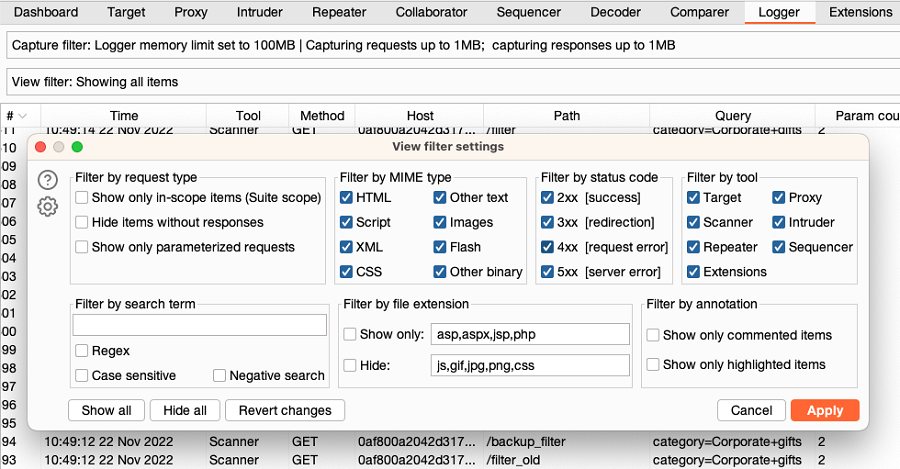 Dashboard Target Proxy Intruder Repeater Collaborator Sequencer Decoder Comparer Logger Extensions
Capture filter: Logger memory limit set to 100MB | Capturing requests up to 1MB; capturing responses up to 1MB
View filter: Showing all items
# Time Tool Method Host Path Query Param cou
11 10:49:14 22 Nov 2022 Scanner GET 0af800a2042d317... /filter category=Corporate+gifts 2
10
View filter settings
09
08
07
06
05
04
03
02
01
00
99
98
97
96
95
Filter by request type
Show only in-scope items (Suite scope)
Hide items without responses
Show only parameterized requests
Filter by MIME type
HTML Other text
Script Images
XML Flash
CSS Other binary
Filter by status code
2xx [success]
3xx [redirection]
4xx [request error]
5xx [server error]
Filter by tool
Target Proxy
Scanner Intruder
Repeater Sequencer
Extensions
Filter by search term
Regex
Case sensitive Negative search
Filter by file extension
Show only: asp,aspx,jsp,php
Hide: js,gif,jpg,png,css
Filter by annotation
Show only commented items
Show only highlighted items
Show all Hide all Revert changes Cancel Apply
94 10:49:12 22 Nov 2022 Scanner GET 0af800a2042d317... /backup_filter category=Corporate+gifts 2
93 10:49:12 22 Nov 2022 Scanner GET 0af800a2042d317... /filter_old category=Corporate+gifts 2